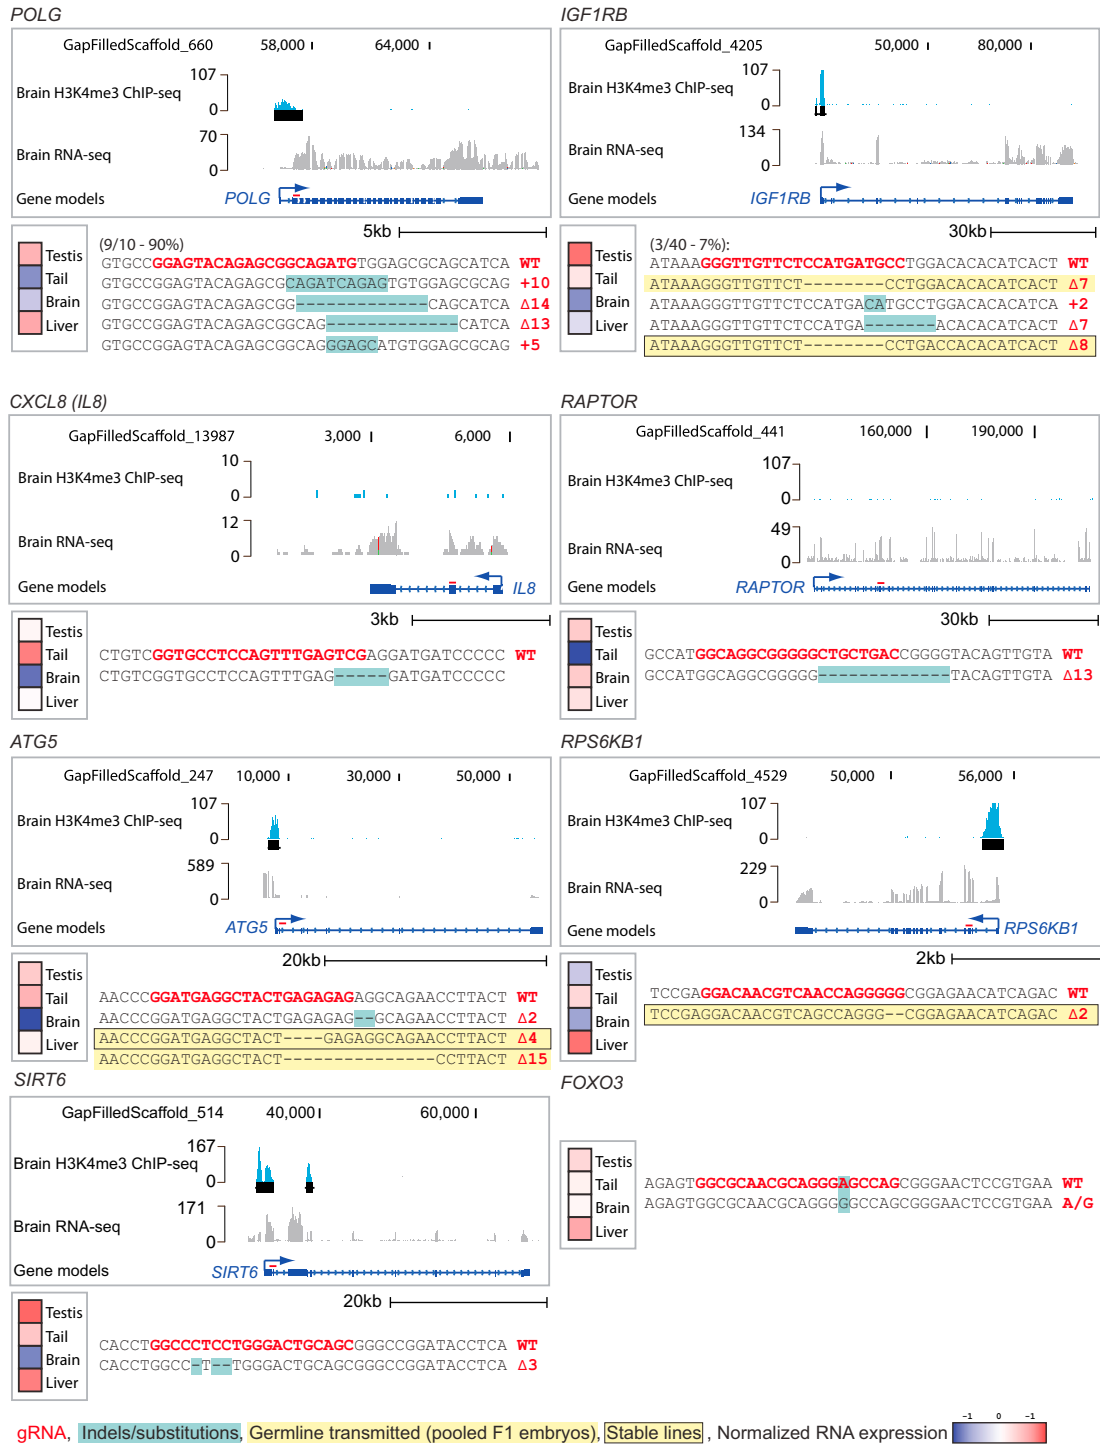 POLG
GapFilledScaffold_660 58,000 64,000
Brain H3K4me3 ChIP-seq 107 0
Brain RNA-seq 70 0
Gene models POLG
5kb
Testis
Tail
Brain
Liver
(9/10 - 90%)
GTGCCGGAGTACAGAGCGGCAGATGTGGAGCGCAGCATCA WT
GTGCCGGAGTACAGAGCGCAGATCAGAGTGTGGAGCGCAG +10
GTGCCGGAGTACAGAGCGG-------------CAGCATCA Δ14
GTGCCGGAGTACAGAGCGGCAG-------------CATCA Δ13
GTGCCGGAGTACAGAGCGGCAGGGAGCATGTGGAGCGCAG +5
IGF1RB
GapFilledScaffold_4205 50,000 80,000
Brain H3K4me3 ChIP-seq 107 0
Brain RNA-seq 134 0
Gene models IGF1RB
30kb
Testis
Tail
Brain
Liver
(3/40 - 7%):
ATAAAGGGTTGTTCTCCATGATGCCTGGACACACATCACT WT
ATAAAGGGTTGTTCT--------CCTGGACACACATCACT Δ7
ATAAAGGGTTGTTCTCCATGACATGCCTGGACACACATCA +2
ATAAAGGGTTGTTCTCCATGA-------ACACACATCACT Δ7
ATAAAGGGTTGTTCT--------CCTGACCACACATCACT Δ8
CXCL8 (IL8)
GapFilledScaffold_13987 3,000 6,000
Brain H3K4me3 ChIP-seq 10 0
Brain RNA-seq 12 0
Gene models IL8
3kb
Testis
Tail
Brain
Liver
CTGTCGGTGCCTCCAGTTTGAGTCGAGGATGATCCCCC WT
CTGTCGGTGCCTCCAGTTTGAG-----GATGATCCCCC
RAPTOR
GapFilledScaffold_441 160,000 190,000
Brain H3K4me3 ChIP-seq 107 0
Brain RNA-seq 49 0
Gene models RAPTOR
30kb
Testis
Tail
Brain
Liver
GCCATGGCAGGCGGGGGCTGCTGACCGGGGTACAGTTGTA WT
GCCATGGCAGGCGGGGG-------------TACAGTTGTA Δ13
ATG5
GapFilledScaffold_247 10,000 30,000 50,000
Brain H3K4me3 ChIP-seq 107 0
Brain RNA-seq 589 0
Gene models ATG5
20kb
Testis
Tail
Brain
Liver
AACCCGGATGAGGCTACTGAGAGAGAGGCAGAACCTTACT WT
AACCCGGATGAGGCTACTGAGAGAG--GCAGAACCTTACT Δ2
AACCCGGATGAGGCTACT----GAGAGGCAGAACCTTACT Δ4
AACCCGGATGAGGCTACT---------------CCTTACT Δ15
RPS6KB1
GapFilledScaffold_4529 50,000 56,000
Brain H3K4me3 ChIP-seq 107 0
Brain RNA-seq 229 0
Gene models RPS6KB1
2kb
Testis
Tail
Brain
Liver
TCCGAGGACAACGTCAACCAGGGGGCGGAGAACATCAGAC WT
TCCGAGGACAACGTCAGCCAGGG--CGGAGAACATCAGAC Δ2
SIRT6
GapFilledScaffold_514 40,000 60,000
Brain H3K4me3 ChIP-seq 167 0
Brain RNA-seq 171 0
Gene models SIRT6
20kb
Testis
Tail
Brain
Liver
CACCTGGCCCTCCTGGGACTGCAGCGGGCCGGATACCTCA WT
CACCTGGCC-T--TGGGACTGCAGCGGGCCGGATACCTCA Δ3
FOXO3
Testis
Tail
Brain
Liver
AGAGTGGCGCAACGCAGGGAGCCAGCGGGAACTCCGTGAA WT
AGAGTGGCGCAACGCAGGGGGCCAGCGGGAACTCCGTGAA A/G
gRNA, Indels/substitutions, Germline transmitted (pooled F1 embryos), Stable lines , Normalized RNA expression -1 0 -1